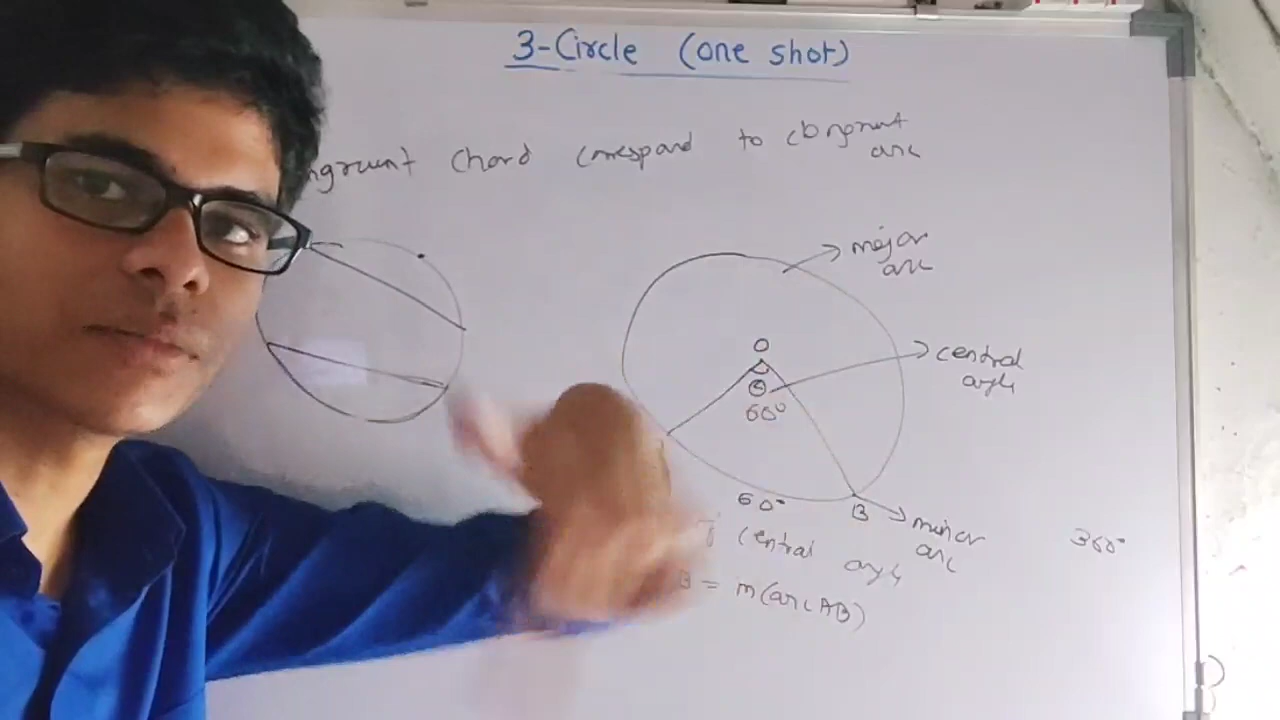 3-Circle (one shot)
ngruent chord correspond to congruent
arc
major
arc
O
central
angle
60°
60°
B
minor
arc
360°
central angle
B = m(arc AB)